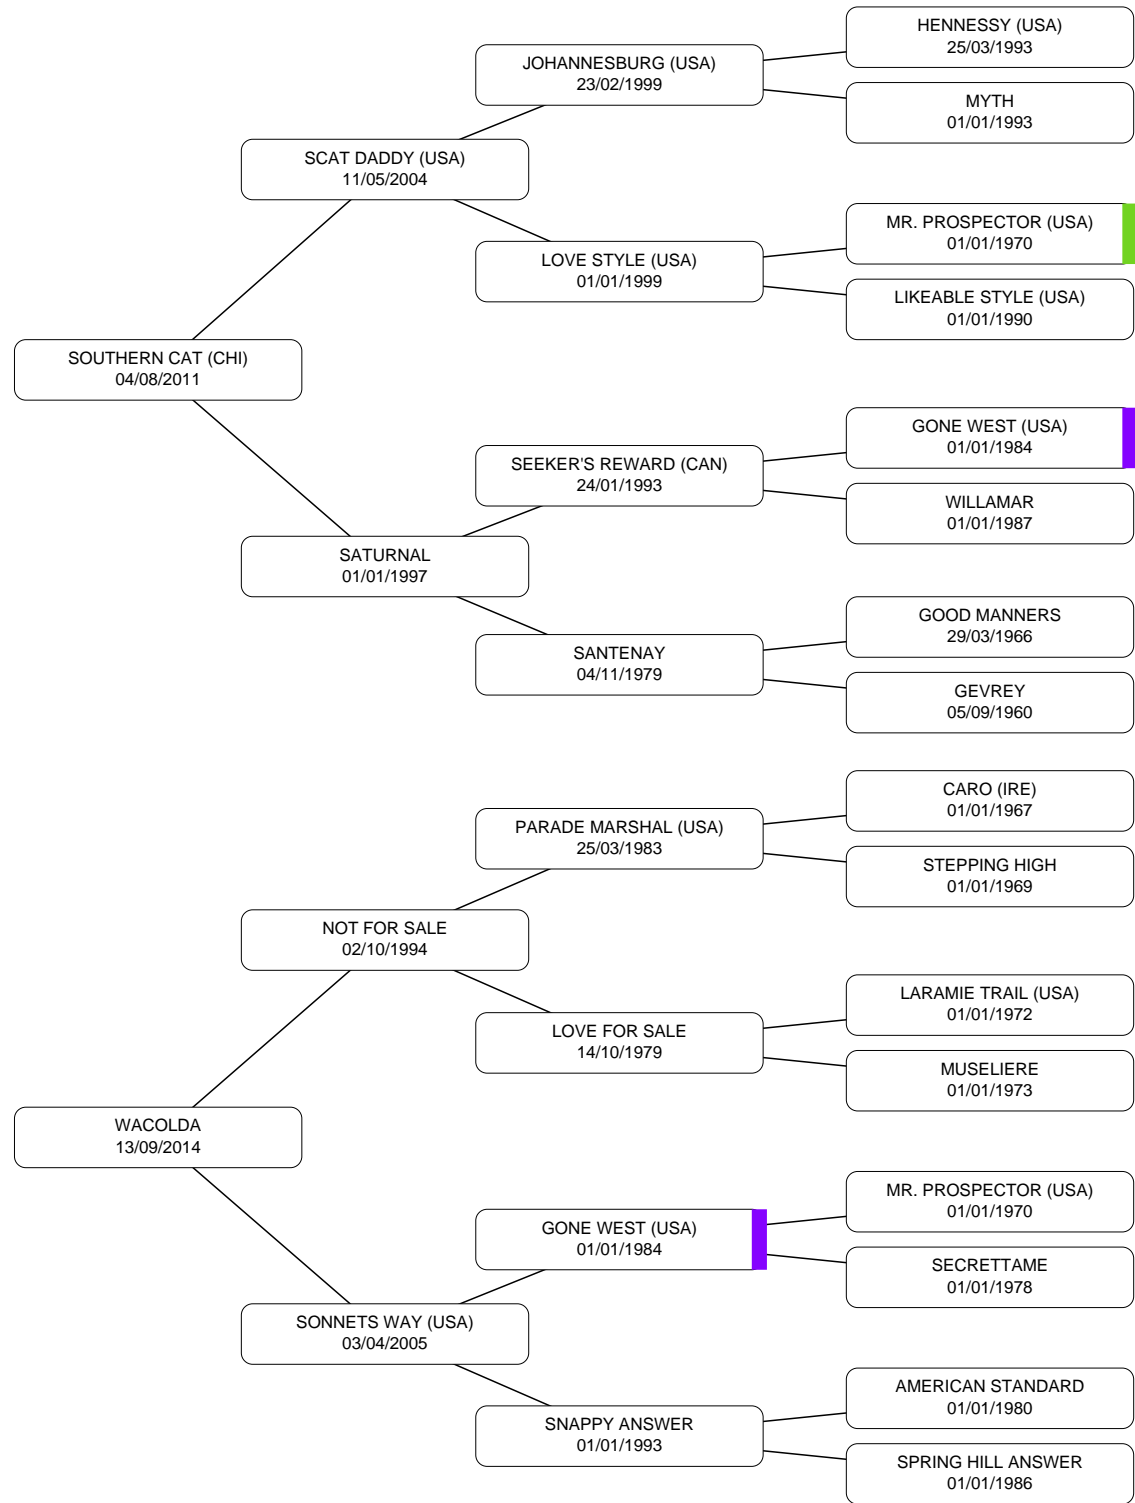 HENNESSY (USA)
25/03/1993
JOHANNESBURG (USA)
23/02/1999
MYTH
01/01/1993
SCAT DADDY (USA)
11/05/2004
MR. PROSPECTOR (USA)
01/01/1970
LOVE STYLE (USA)
01/01/1999
LIKEABLE STYLE (USA)
01/01/1990
SOUTHERN CAT (CHI)
04/08/2011
GONE WEST (USA)
01/01/1984
SEEKER'S REWARD (CAN)
24/01/1993
WILLAMAR
01/01/1987
SATURNAL
01/01/1997
GOOD MANNERS
29/03/1966
SANTENAY
04/11/1979
GEVREY
05/09/1960
CARO (IRE)
01/01/1967
PARADE MARSHAL (USA)
25/03/1983
STEPPING HIGH
01/01/1969
NOT FOR SALE
02/10/1994
LARAMIE TRAIL (USA)
01/01/1972
LOVE FOR SALE
14/10/1979
MUSELIERE
01/01/1973
WACOLDA
13/09/2014
MR. PROSPECTOR (USA)
01/01/1970
GONE WEST (USA)
01/01/1984
SECRETTAME
01/01/1978
SONNETS WAY (USA)
03/04/2005
AMERICAN STANDARD
01/01/1980
SNAPPY ANSWER
01/01/1993
SPRING HILL ANSWER
01/01/1986